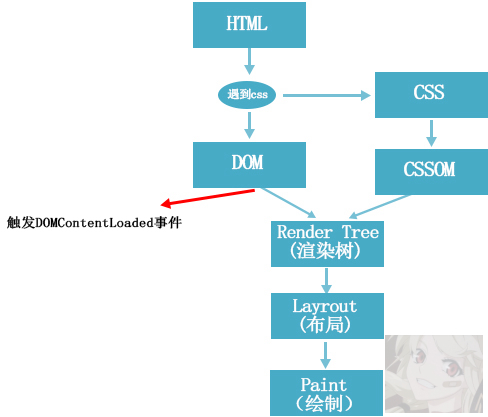 HTML
遇到css
CSS
DOM
CSSOM
触发DOMContentLoaded事件
Render Tree
(渲染树)
Layrout
(布局)
Paint
(绘制)